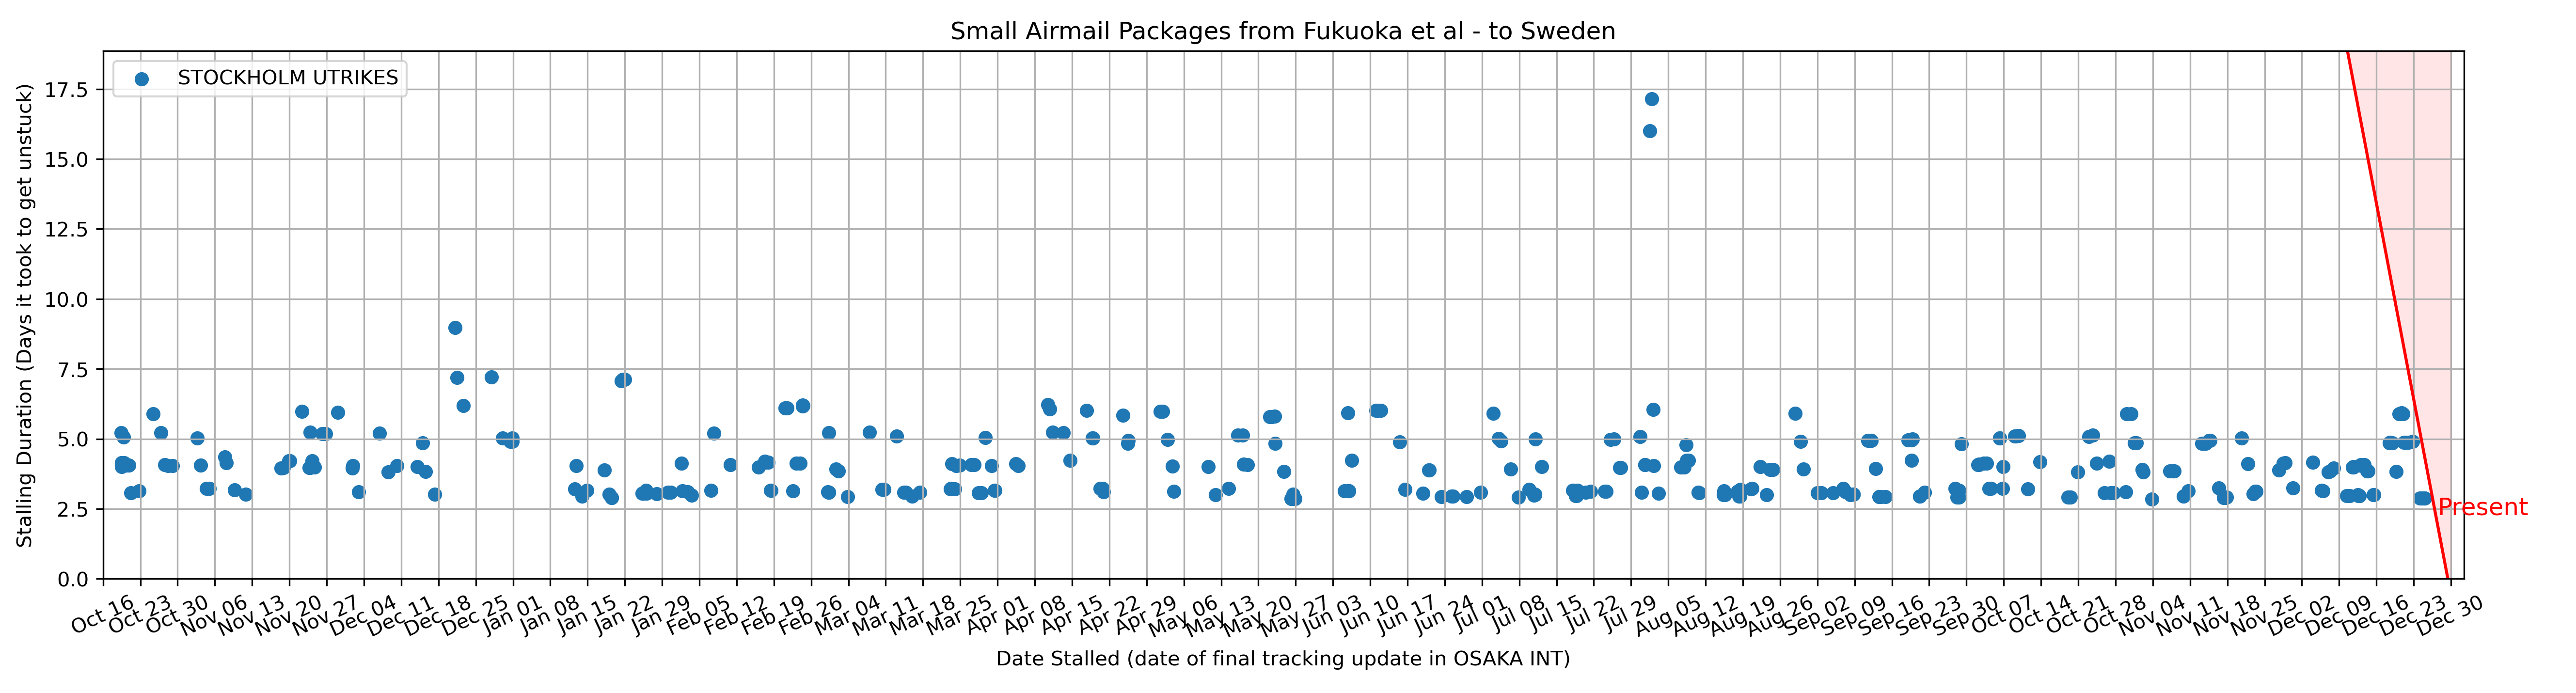 Small Airmail Packages from Fukuoka et al - to Sweden
STOCKHOLM UTRIKES
Stalling Duration (Days it took to get unstuck)
17.5
15.0
12.5
10.0
7.5
5.0
2.5
0.0
Present
Oct 16
Oct 23
Oct 30
Nov 06
Nov 13
Nov 20
Nov 27
Dec 04
Dec 11
Dec 18
Dec 25
Jan 01
Jan 08
Jan 15
Jan 22
Jan 29
Feb 05
Feb 12
Feb 19
Feb 26
Mar 04
Mar 11
Mar 18
Mar 25
Apr 01
Apr 08
Apr 15
Apr 22
Apr 29
May 06
May 13
May 20
May 27
Jun 03
Jun 10
Jun 17
Jun 24
Jul 01
Jul 08
Jul 15
Jul 22
Jul 29
Aug 05
Aug 12
Aug 19
Aug 26
Sep 02
Sep 09
Sep 16
Sep 23
Sep 30
Oct 07
Oct 14
Oct 21
Oct 28
Nov 04
Nov 11
Nov 18
Nov 25
Dec 02
Dec 09
Dec 16
Dec 23
Dec 30
Date Stalled (date of final tracking update in OSAKA INT)